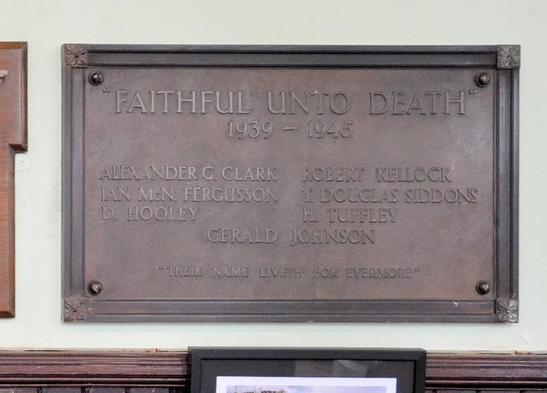 "FAITHFUL UNTO DEATH"
1939 – 1945
ALEXANDER G. CLARK ROBERT KELLOCK
IAN McN. FERGUSSON T. DOUGLAS SIDDONS
D. HOOLEY H. TUFFLEY
GERALD JOHNSON
"THEIR NAME LIVETH FOR EVERMORE"